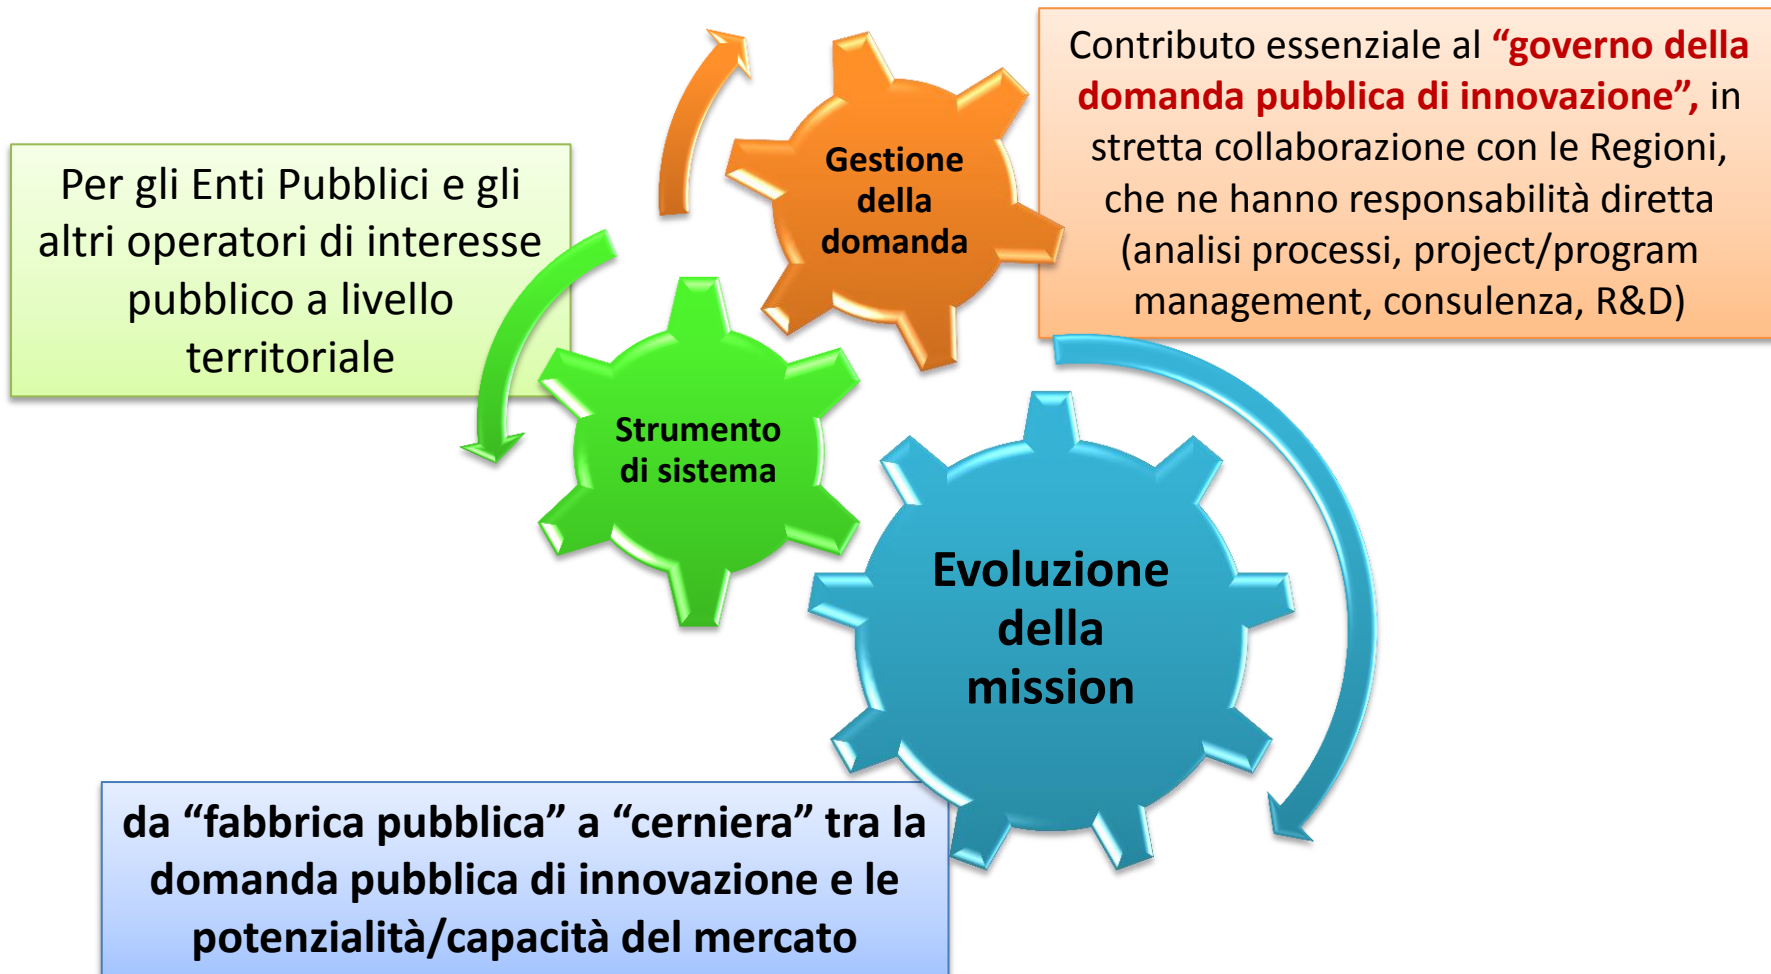 Contributo essenziale al “governo della
domanda pubblica di innovazione”, in
stretta collaborazione con le Regioni,
che ne hanno responsabilità diretta
(analisi processi, project/program
management, consulenza, R&D)
Gestione
della
domanda
Per gli Enti Pubblici e gli
altri operatori di interesse
pubblico a livello
territoriale
Strumento
di sistema
Evoluzione
della
mission
da “fabbrica pubblica” a “cerniera” tra la
domanda pubblica di innovazione e le
potenzialità/capacità del mercato